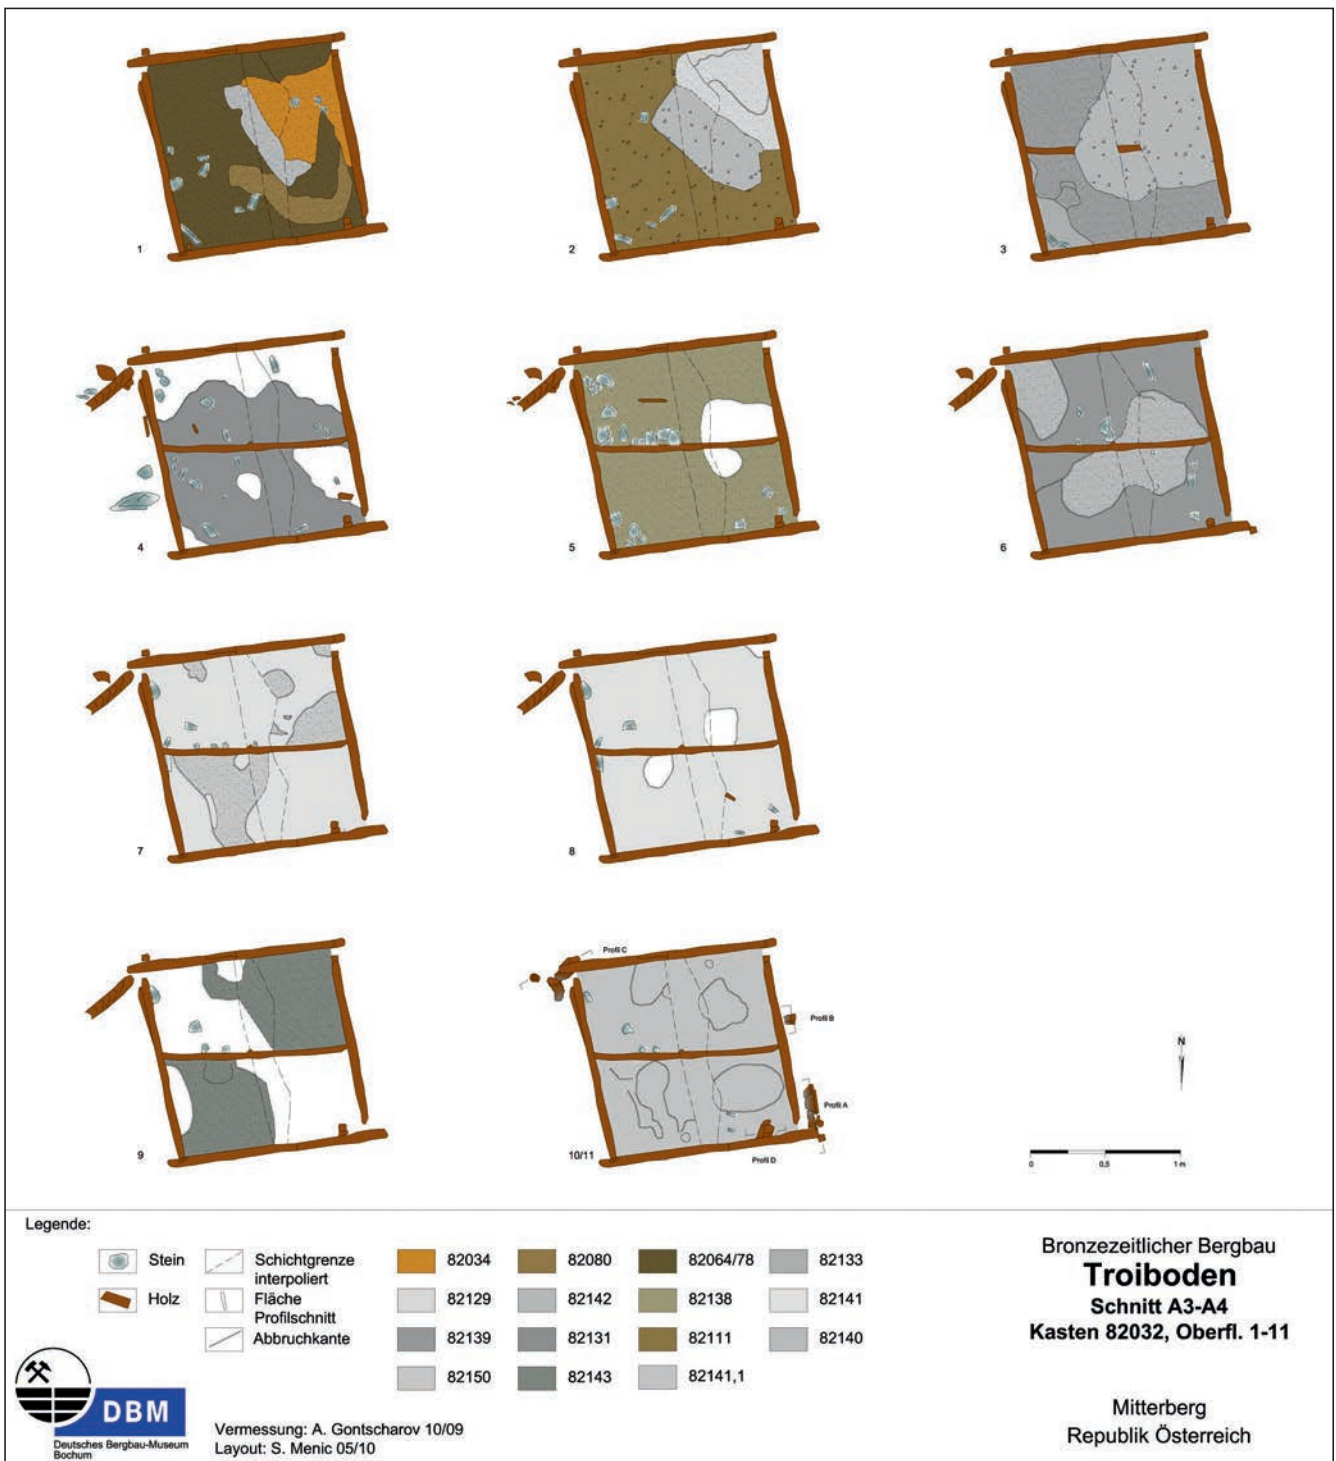 1
2
3
4
5
6
7
8
9
Profil C
Profil B
Profil A
Profil D
10/11
N
0 0,5 1 m
Legende:
Stein
Holz
Schichtgrenze
interpoliert
Fläche
Profilschnitt
Abbruchkante
82034 82080 82064/78 82133
82129 82142 82138 82141
82139 82131 82111 82140
82150 82143 82141,1
DBM
Deutsches Bergbau-Museum
Bochum
Vermessung: A. Gontscharov 10/09
Layout: S. Menic 05/10
Bronzezeitlicher Bergbau
Troiboden
Schnitt A3-A4
Kasten 82032, Oberfl. 1-11
Mitterberg
Republik Österreich